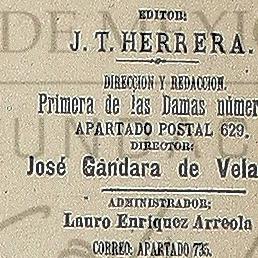 EDITOR:
J. T. HERRERA.
DIRECCION Y REDACCION.
Primera de las Damas núme
APARTADO POSTAL 629.
DIRECTOR:
José Gándara de Vela
ADMINISTRADOR:
Lauro Enriquez Arreola
CORREO: APARTADO 735.